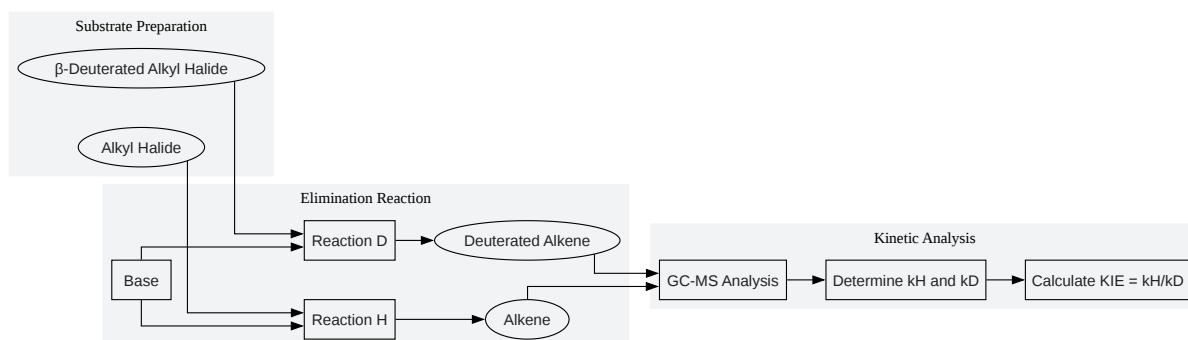 Substrate Preparation
β-Deuterated Alkyl Halide
Alkyl Halide
Elimination Reaction
Reaction D
Deuterated Alkene
Base
Reaction H
Alkene
Kinetic Analysis
GC-MS Analysis
Determine kH and kD
Calculate KIE = kH/kD